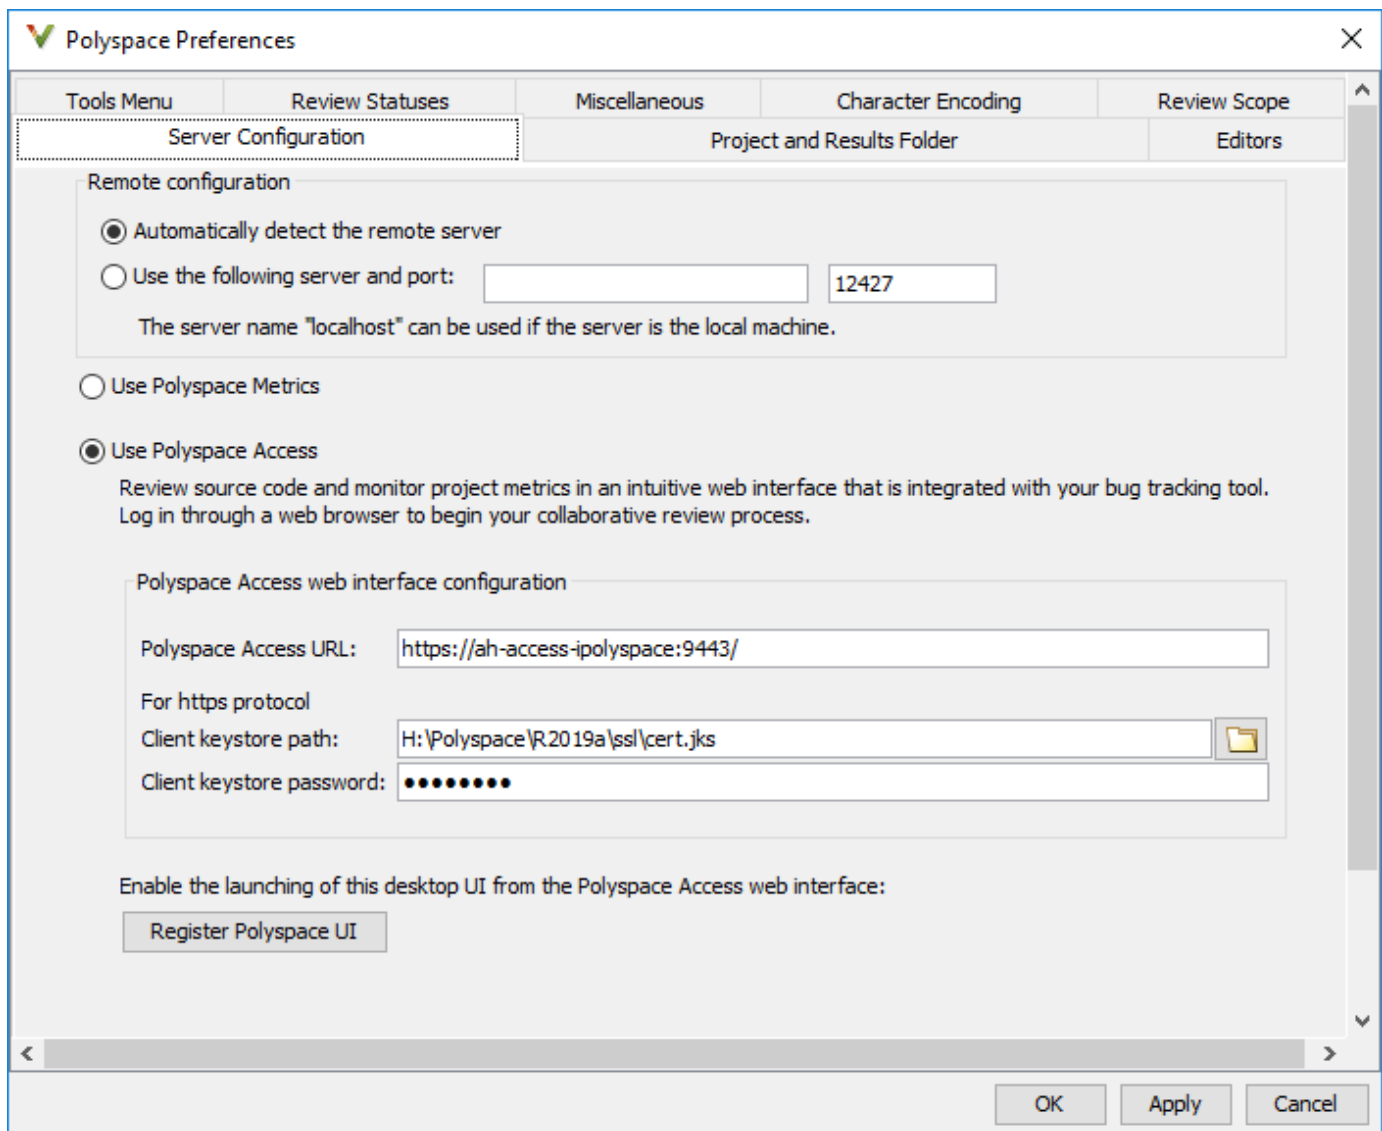 Polyspace Preferences
Tools Menu Review Statuses Miscellaneous Character Encoding Review Scope
Server Configuration Project and Results Folder Editors
Remote configuration
Automatically detect the remote server
Use the following server and port: 12427
The server name "localhost" can be used if the server is the local machine.
Use Polyspace Metrics
Use Polyspace Access
Review source code and monitor project metrics in an intuitive web interface that is integrated with your bug tracking tool.
Log in through a web browser to begin your collaborative review process.
Polyspace Access web interface configuration
Polyspace Access URL: https://ah-access-ipolyspace:9443/
For https protocol
Client keystore path: H:\Polyspace\R2019a\ssl\cert.jks
Client keystore password: ••••••••
Enable the launching of this desktop UI from the Polyspace Access web interface:
Register Polyspace UI
OK Apply Cancel